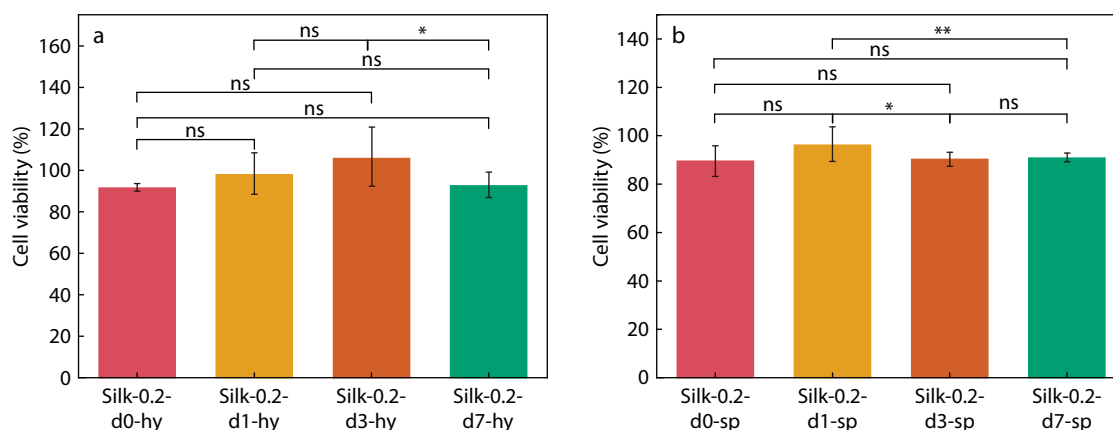 a
Cell viability (%)
160
140
120
100
80
60
40
20
0
ns
*
ns
ns
ns
ns
Silk-0.2-
d0-hy
Silk-0.2-
d1-hy
Silk-0.2-
d3-hy
Silk-0.2-
d7-hy
b
Cell viability (%)
140
120
100
80
60
40
20
0
**
ns
ns
ns
*
ns
Silk-0.2-
d0-sp
Silk-0.2-
d1-sp
Silk-0.2-
d3-sp
Silk-0.2-
d7-sp